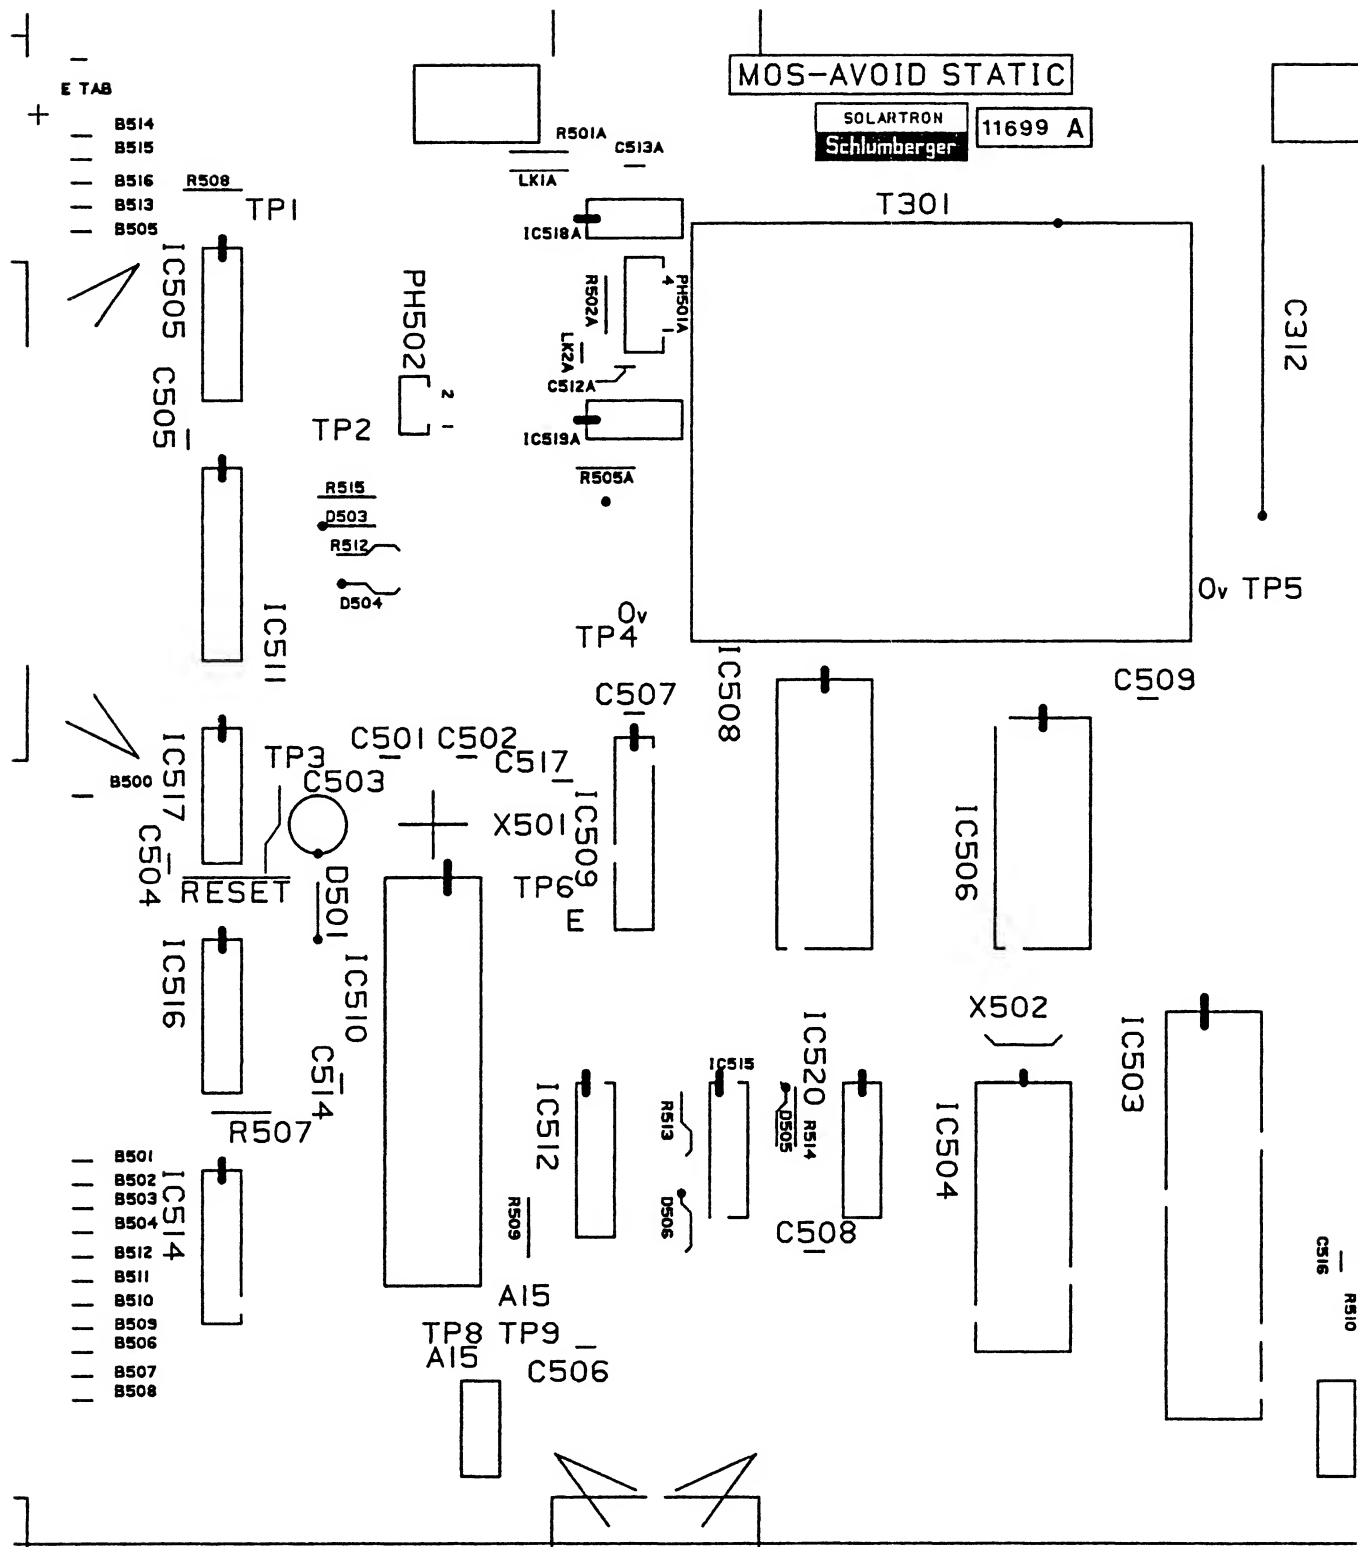 MOS-AVOID STATIC
E TAB
SOLARTRON
Schlumberger
11699 A
B514
B515
B516
B513
B505
R508
TP1
R501A
C513A
LK1A
IC518A
T301
IC505
PH502
R502A
4
PH501A
1
C312
LK2A
C512A
C505
2
1
TP2
IC519A
R505A
R515
D503
R512
D504
IC511
0v
TP4
0v TP5
IC508
C507
C509
C501
C502
C517
TP3
C503
B500
IC517
X501
IC509
IC506
C504
RESET
D501
TP6
E
IC516
IC510
X502
IC503
C514
IC520
IC515
IC512
R513
D505
R514
IC504
R507
B501
B502
B503
B504
B512
B511
B510
B509
B506
B507
B508
IC514
R509
D506
C508
C516
R510
A15
TP8
TP9
A15
C506